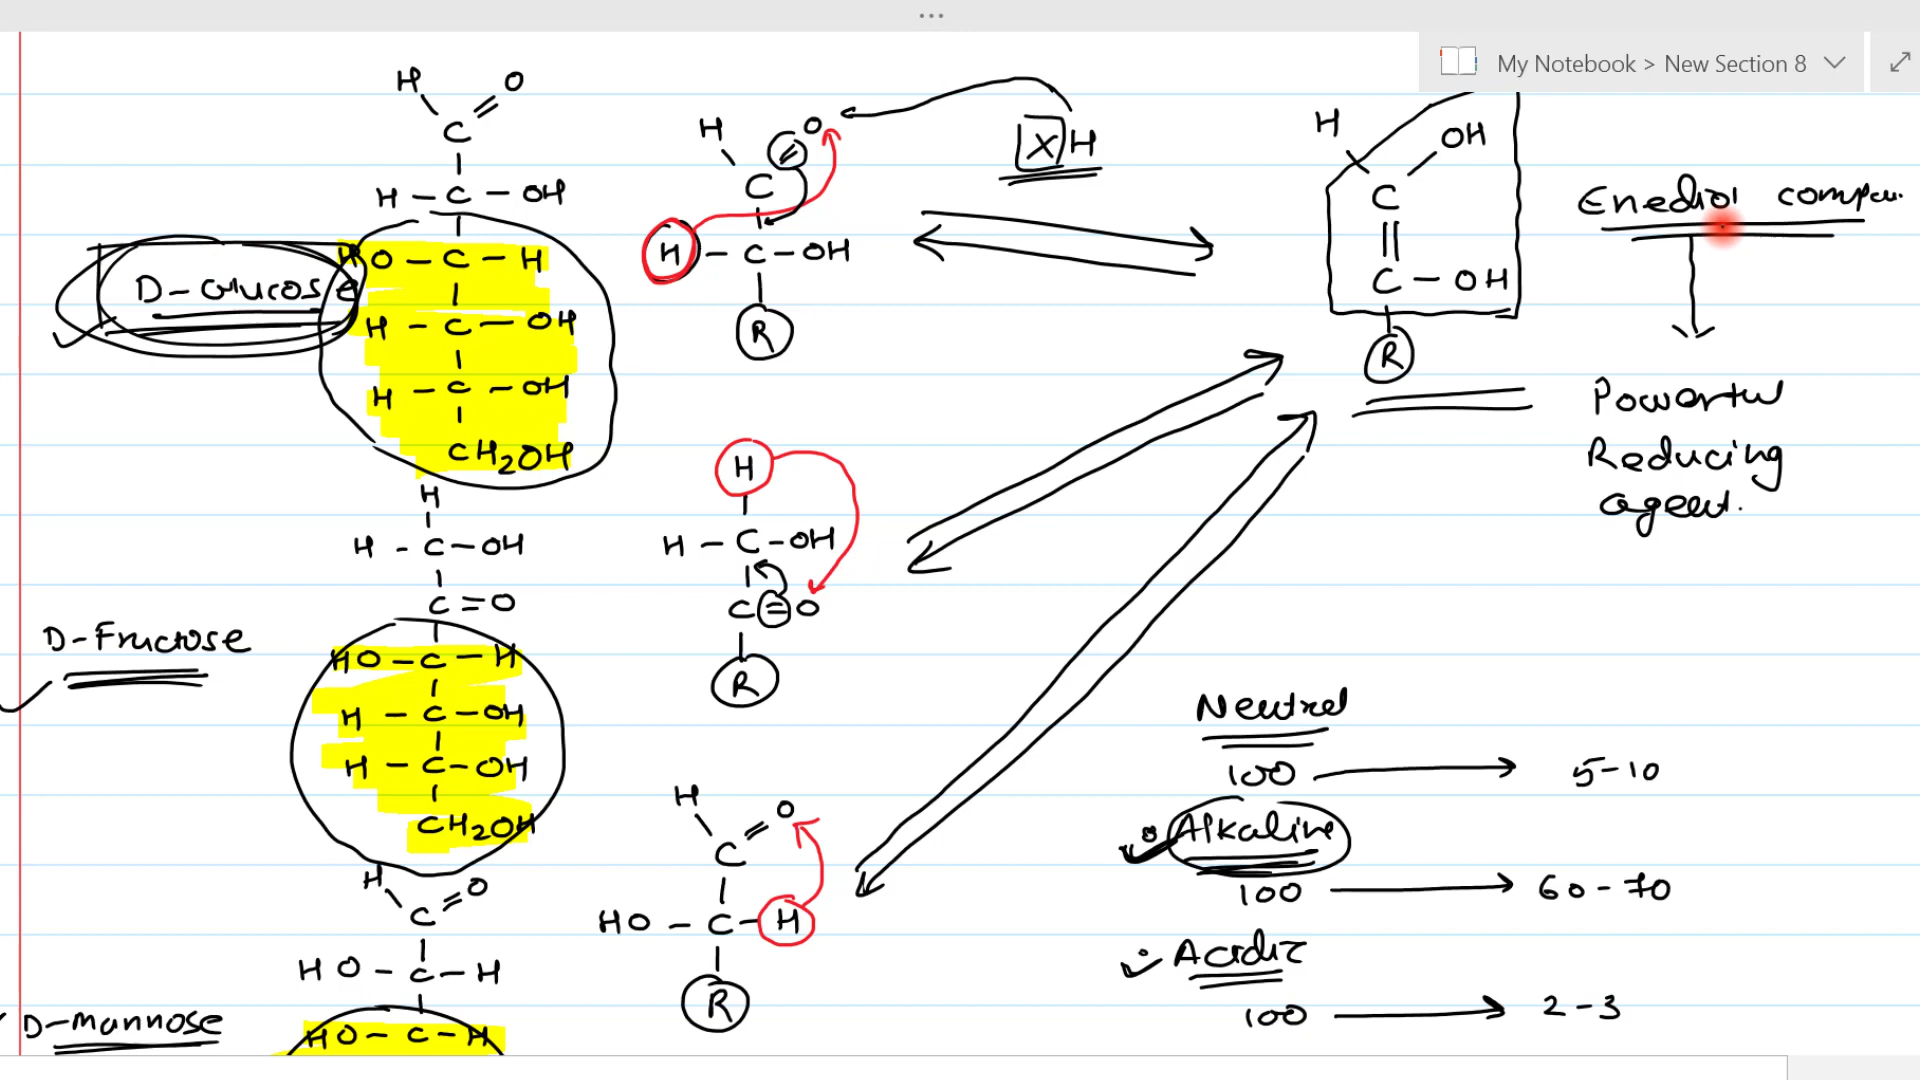 ...
My Notebook > New Section 8
H O
C
H - C - OH
HO - C - H
D-Glucose
H - C - OH
H - C - OH
CH2OH
H O
C
H - C - OH
R
XH
H OH
C
||
C - OH
R
Enediol
Powerful
Reducing
agent.
H
H - C - OH
C = O
D-Fructose
HO - C - H
H - C - OH
H - C - OH
CH2OH
H
H - C - OH
C = O
R
H O
C
HO - C - H
D-mannose
HO - C - H
H O
C
HO - C - H
R
Neutral
100 → 5-10
Alkaline
100 → 60-70
Acidic
100 → 2-3